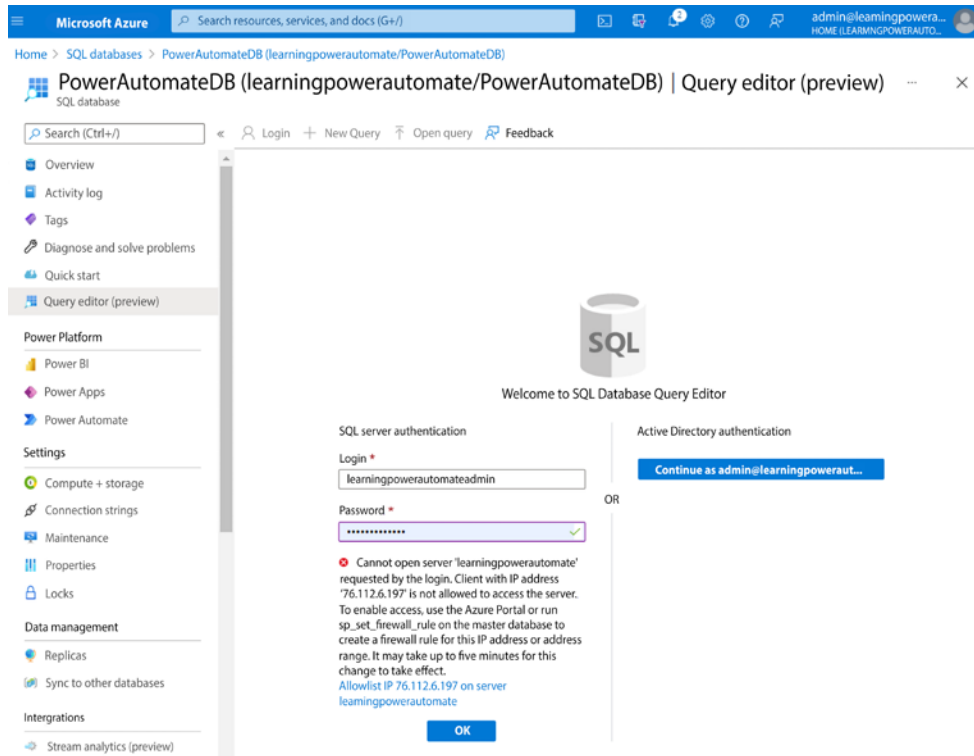 Microsoft Azure
Search resources, services, and docs (G+/)
2
admin@leamingpowera...
HOME (LEARMNGPOWERAUTO...
Home > SQL databases > PowerAutomateDB (learningpowerautomate/PowerAutomateDB)
PowerAutomateDB (learningpowerautomate/PowerAutomateDB) | Query editor (preview) ...
SQL database
Search (Ctrl+/)
«
Login
New Query
Open query
Feedback
Overview
Activity log
Tags
Diagnose and solve problems
Quick start
Query editor (preview)
Power Platform
Power BI
Power Apps
Power Automate
Settings
Compute + storage
Connection strings
Maintenance
Properties
Locks
Data management
Replicas
Sync to other databases
Intergrations
Stream analytics (preview)
SQL
Welcome to SQL Database Query Editor
SQL server authentication
Login *
learningpowerautomateadmin
Password *
•••••••••••••
Cannot open server 'learningpowerautomate'
requested by the login. Client with IP address
'76.112.6.197' is not allowed to access the server.
To enable access, use the Azure Portal or run
sp_set_firewall_rule on the master database to
create a firewall rule for this IP address or address
range. It may take up to five minutes for this
change to take effect.
Allowlist IP 76.112.6.197 on server
leamingpowerautomate
OK
OR
Active Directory authentication
Continue as admin@learningpoweraut...